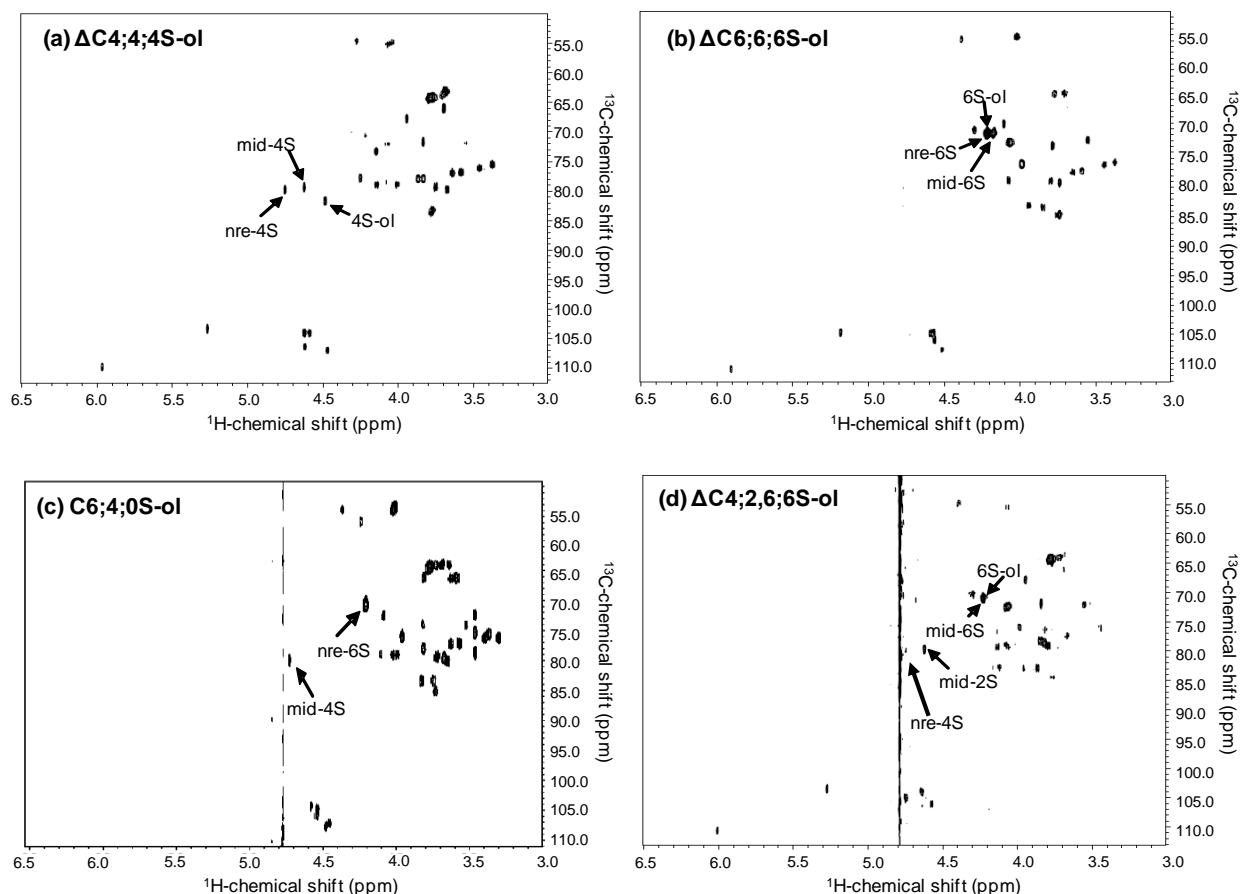 (a) ΔC4;4;4S-ol
mid-4S
nre-4S
4S-ol
55.0
60.0
65.0
70.0
75.0
80.0
85.0
90.0
95.0
100.0
105.0
110.0
¹³C-chemical shift (ppm)
6.5 6.0 5.5 5.0 4.5 4.0 3.5 3.0
¹H-chemical shift (ppm)
(b) ΔC6;6;6S-ol
6S-ol
nre-6S
mid-6S
55.0
60.0
65.0
70.0
75.0
80.0
85.0
90.0
95.0
100.0
105.0
110.0
¹³C-chemical shift (ppm)
6.5 6.0 5.5 5.0 4.5 4.0 3.5 3.0
¹H-chemical shift (ppm)
(c) C6;4;0S-ol
nre-6S
mid-4S
55.0
60.0
65.0
70.0
75.0
80.0
85.0
90.0
95.0
100.0
105.0
110.0
¹³C-chemical shift (ppm)
6.5 6.0 5.5 5.0 4.5 4.0 3.5 3.0
¹H-chemical shift (ppm)
(d) ΔC4;2,6;6S-ol
6S-ol
mid-6S
mid-2S
nre-4S
55.0
60.0
65.0
70.0
75.0
80.0
85.0
90.0
95.0
100.0
105.0
110.0
¹³C-chemical shift (ppm)
6.5 6.0 5.5 5.0 4.5 4.0 3.5 3.0
¹H-chemical shift (ppm)